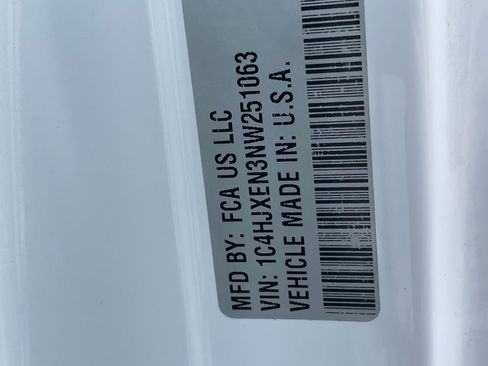 MFD BY: FCA US LLC
VIN: 1C4HJXEN3NW251063
VEHICLE MADE IN: U.S.A.